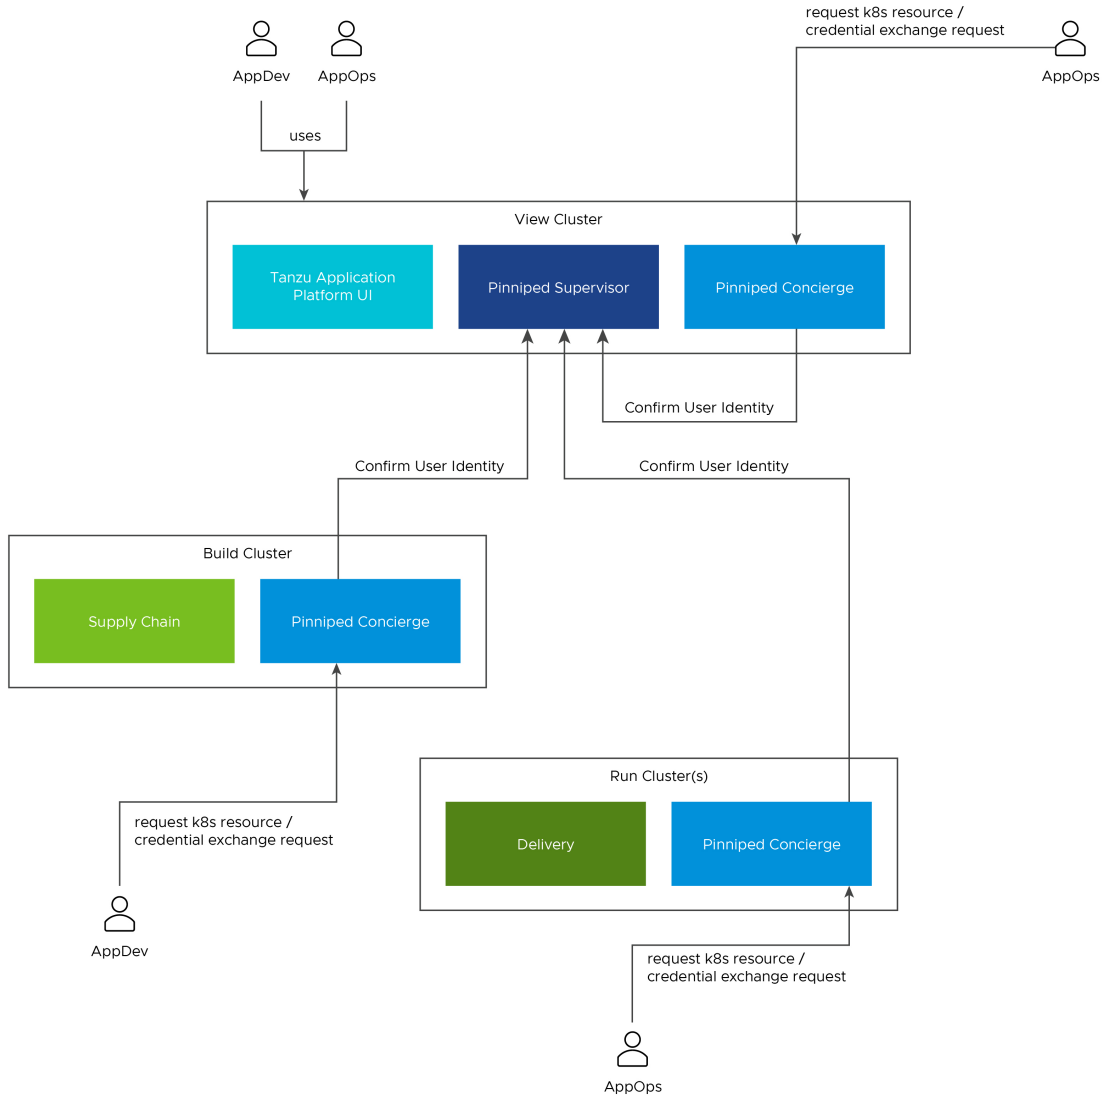 request k8s resource /
credential exchange request
AppDev
AppOps
AppOps
uses
View Cluster
Tanzu Application
Platform UI
Pinniped Supervisor
Pinniped Concierge
Confirm User Identity
Confirm User Identity
Confirm User Identity
Build Cluster
Supply Chain
Pinniped Concierge
Run Cluster(s)
request k8s resource /
credential exchange request
Delivery
Pinniped Concierge
AppDev
request k8s resource /
credential exchange request
AppOps